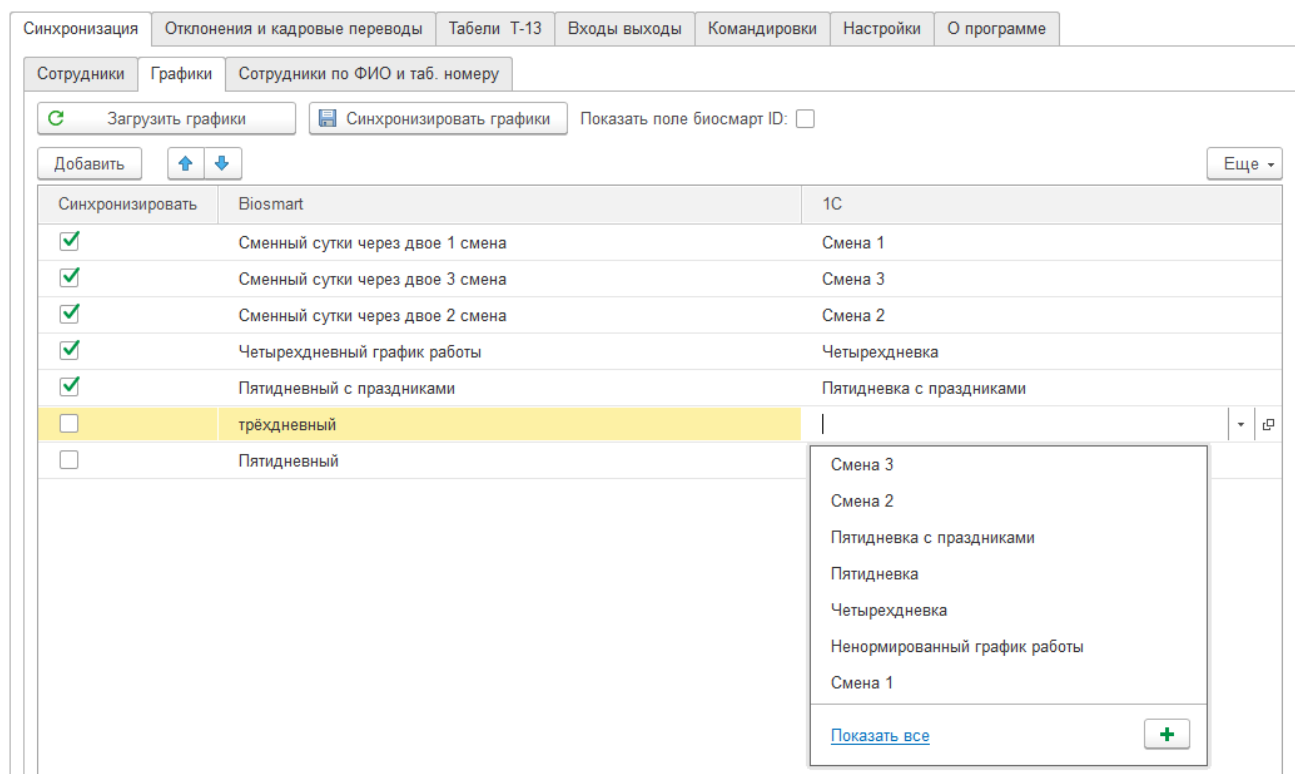 Синхронизация Отклонения и кадровые переводы Табели Т-13 Входы выходы Командировки Настройки О программе
Сотрудники Графики Сотрудники по ФИО и таб. номеру
Загрузить графики Синхронизировать графики Показать поле биосмарт ID:
Добавить Еще
Синхронизировать Biosmart 1С
Сменный сутки через двое 1 смена Смена 1
Сменный сутки через двое 3 смена Смена 3
Сменный сутки через двое 2 смена Смена 2
Четырехдневный график работы Четырехдневка
Пятидневный с праздниками Пятидневка с праздниками
трёхдневный
Пятидневный
Смена 3
Смена 2
Пятидневка с праздниками
Пятидневка
Четырехдневка
Ненормированный график работы
Смена 1
Показать все